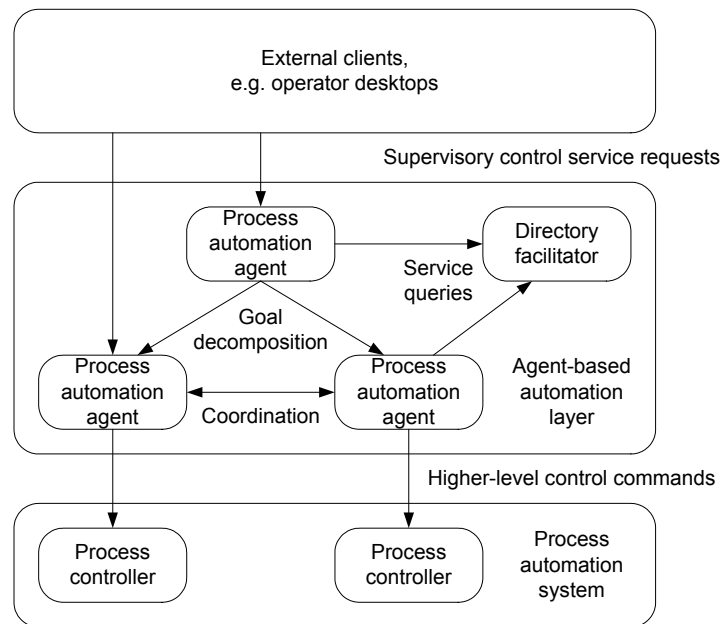 External clients,
e.g. operator desktops
Supervisory control service requests
Process
automation
agent
Directory
facilitator
Service
queries
Goal
decomposition
Process
automation
agent
Process
automation
agent
Coordination
Agent-based
automation
layer
Higher-level control commands
Process
controller
Process
controller
Process
automation
system